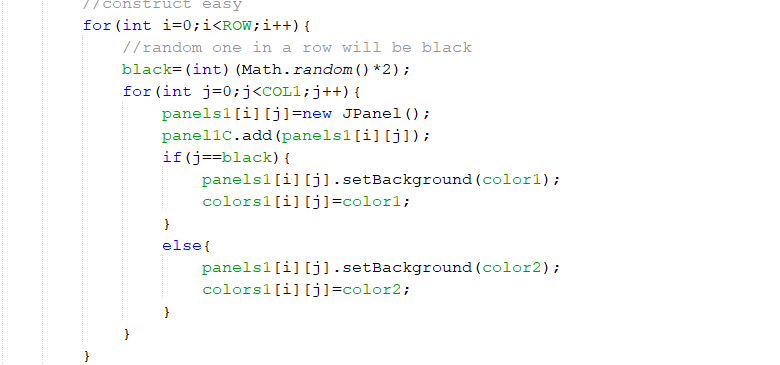 //construct easy
for(int i=0;i<ROW;i++){
//random one in a row will be black
black=(int)(Math.random()*2);
for(int j=0;j<COL1;j++){
panels1[i][j]=new JPanel();
panel1C.add(panels1[i][j]);
if(j==black){
panels1[i][j].setBackground(color1);
colors1[i][j]=color1;
}
else{
panels1[i][j].setBackground(color2);
colors1[i][j]=color2;
}
}
}